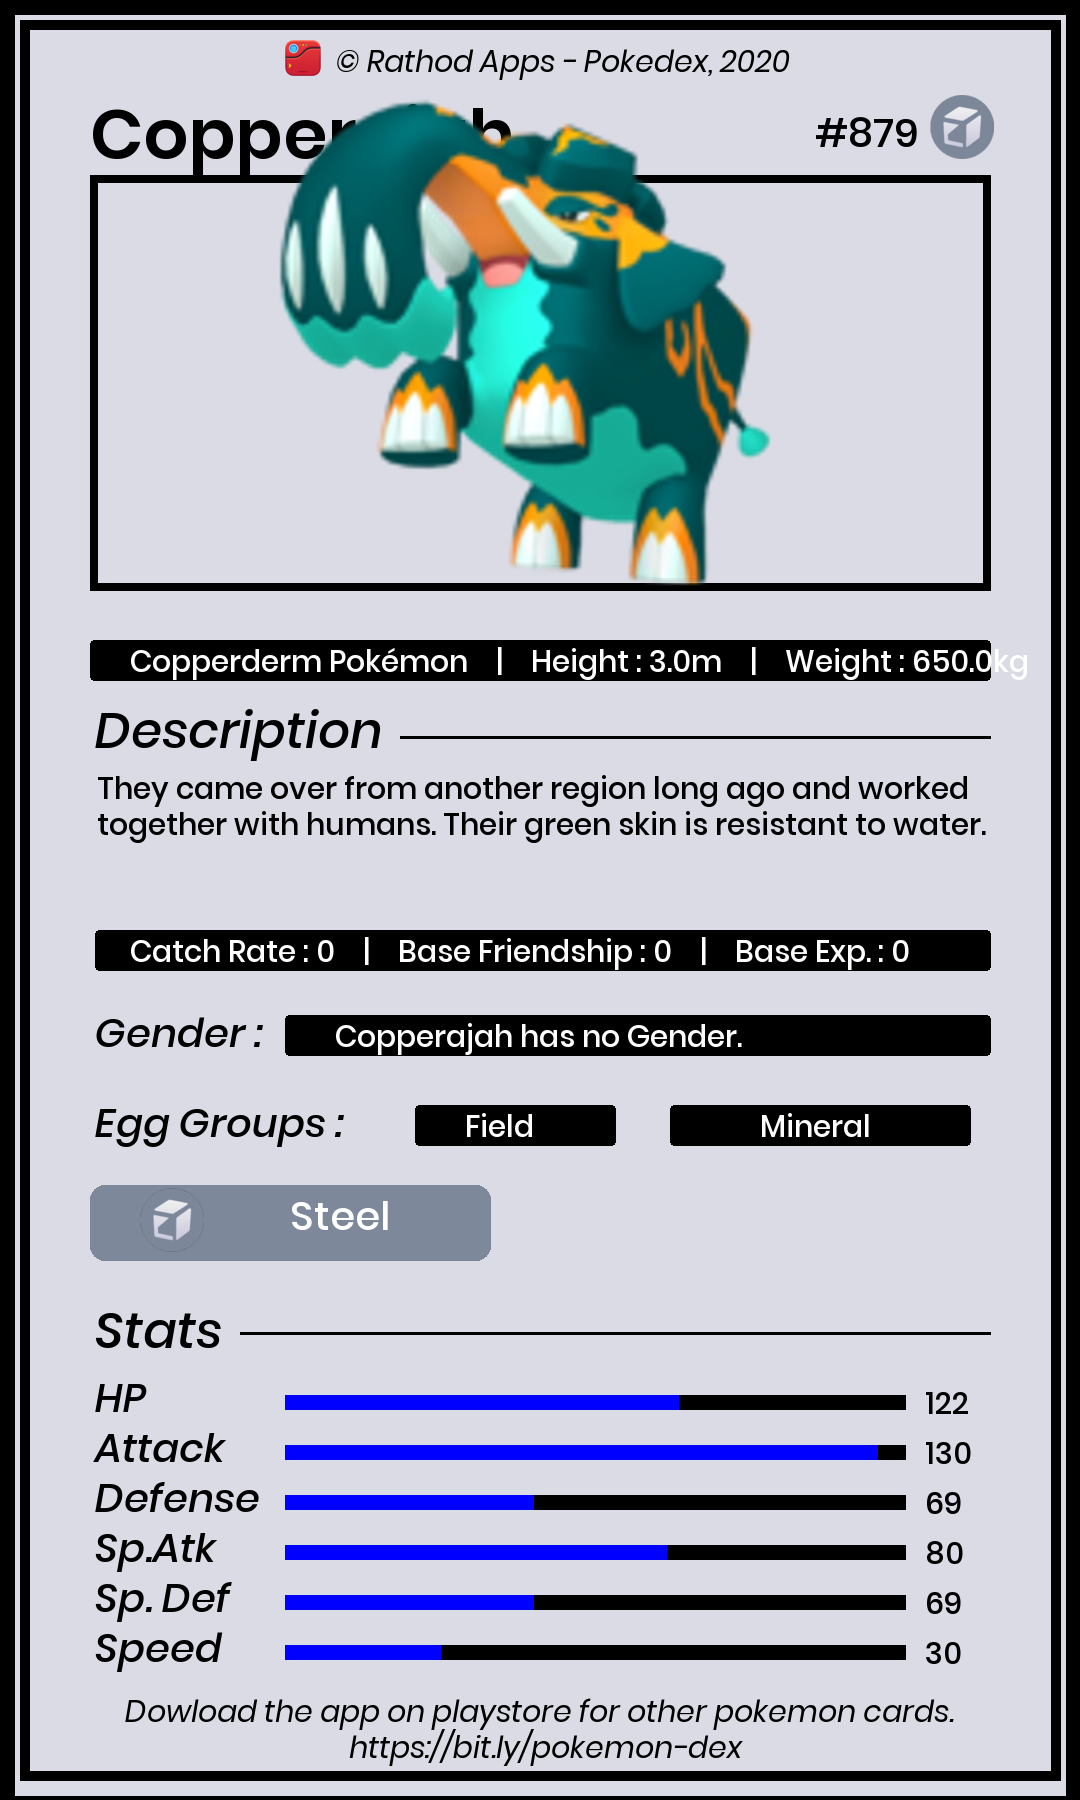 © Rathod Apps - Pokedex, 2020
Copperajah #879
Copperderm Pokémon | Height : 3.0m | Weight : 650.0kg
Description
They came over from another region long ago and worked
together with humans. Their green skin is resistant to water.
Catch Rate : 0 | Base Friendship : 0 | Base Exp. : 0
Gender : Copperajah has no Gender.
Egg Groups : Field Mineral
Steel
Stats
HP 122
Attack 130
Defense 69
Sp.Atk 80
Sp. Def 69
Speed 30
Dowload the app on playstore for other pokemon cards.
https://bit.ly/pokemon-dex